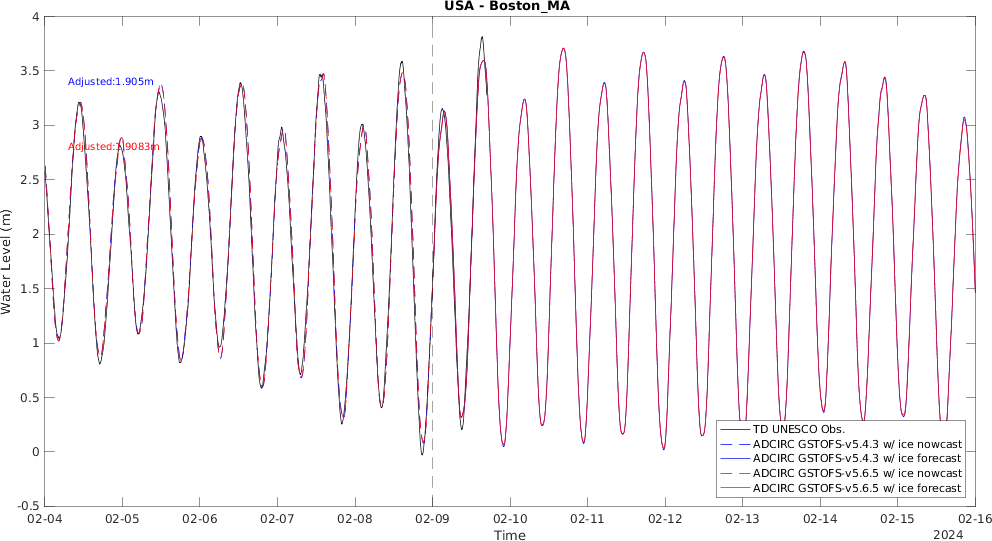 USA - Boston_MA
4
3.5
3
2.5
2
1.5
1
0.5
0
-0.5
Water Level (m)
Adjusted:1.905m
Adjusted:1.9083m
TD UNESCO Obs.
ADCIRC GSTOFS-v5.4.3 w/ ice nowcast
ADCIRC GSTOFS-v5.4.3 w/ ice forecast
ADCIRC GSTOFS-v5.6.5 w/ ice nowcast
ADCIRC GSTOFS-v5.6.5 w/ ice forecast
02-04 02-05 02-06 02-07 02-08 02-09 02-10 02-11 02-12 02-13 02-14 02-15 02-16
Time
2024